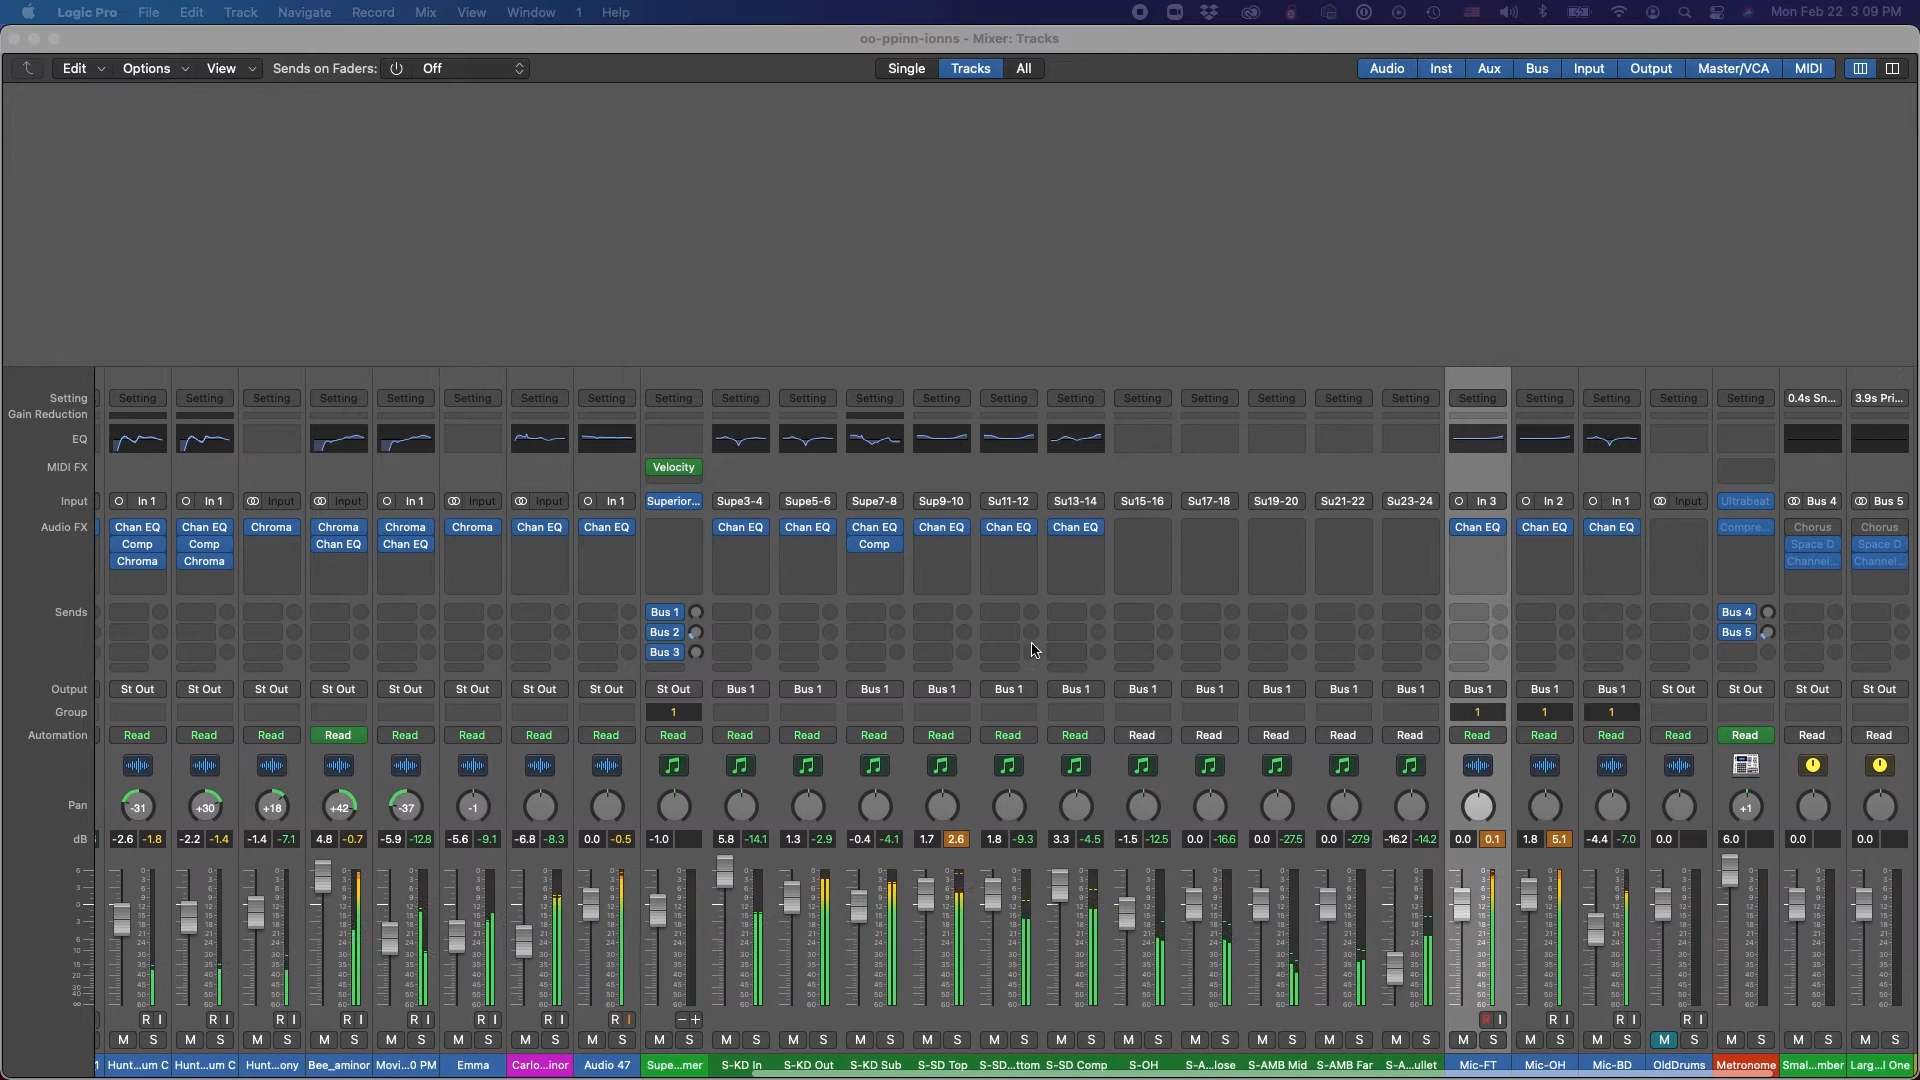 Logic Pro File Edit Track Navigate Record Mix View Window 1 Help Mon Feb 22 3:09 PM
oo-ppinn-ionns - Mixer: Tracks
Edit Options View Sends on Faders: Off Single Tracks All Audio Inst Aux Bus Input Output Master/VCA MIDI
Setting Setting Setting Setting Setting Setting Setting Setting Setting Setting Setting Setting Setting Setting Setting Setting Setting Setting Setting Setting Setting Setting Setting Setting Setting Setting 0.4s Sn... 3.9s Pri...
Gain Reduction
EQ
MIDI FX Velocity
Input In 1 In 1 Input Input In 1 Input Input In 1 Superior... Supe3-4 Supe5-6 Supe7-8 Sup9-10 Su11-12 Su13-14 Su15-16 Su17-18 Su19-20 Su21-22 Su23-24 In 3 In 2 In 1 Input Ultrabeat Bus 4 Bus 5
Audio FX Chan EQ Chan EQ Chroma Chroma Chroma Chroma Chan EQ Chan EQ Chan EQ Chan EQ Chan EQ Chan EQ Chan EQ Chan EQ Chan EQ Chan EQ Chan EQ Compre... Chorus Chorus
Comp Comp Chan EQ Chan EQ Comp Space D Space D
Chroma Chroma Channel... Channel...
Sends Bus 1 Bus 4
Bus 2 Bus 5
Bus 3
Output St Out St Out St Out St Out St Out St Out St Out St Out St Out Bus 1 Bus 1 Bus 1 Bus 1 Bus 1 Bus 1 Bus 1 Bus 1 Bus 1 Bus 1 Bus 1 Bus 1 Bus 1 Bus 1 St Out St Out St Out St Out
Group 1 1 1 1
Automation Read Read Read Read Read Read Read Read Read Read Read Read Read Read Read Read Read Read Read Read Read Read Read Read Read Read Read
Pan -31 +30 +18 +42 -37 -1 +1
dB -2.6 -1.8 -2.2 -1.4 -1.4 -7.1 4.8 -0.7 -5.9 -12.8 -5.6 -9.1 -6.8 -8.3 0.0 -0.5 -1.0 5.8 -14.1 1.3 -2.9 -0.4 -4.1 1.7 2.6 1.8 -9.3 3.3 -4.5 -1.5 -12.5 0.0 -16.6 0.0 -27.5 0.0 -27.9 -16.2 -14.2 0.0 0.1 1.8 5.1 -4.4 -7.0 0.0 6.0 0.0 0.0
R I R I R I R I R I R I R I R I − + R I R I R I R I
M S M S M S M S M S M S M S M S M S M S M S M S M S M S M S M S M S M S M S M S M S M S M S M S M S M S M S
Hunt...um C Hunt...um C Hunt...ony Bee_aminor Movi...0 PM Emma Carlo...inor Audio 47 Supe...mer S-KD In S-KD Out S-KD Sub S-SD Top S-SD...ttom S-SD Comp S-OH S-A...lose S-AMB Mid S-AMB Far S-A...ullet Mic-FT Mic-OH Mic-BD OldDrums Metronome Smal...mber Larg...l One